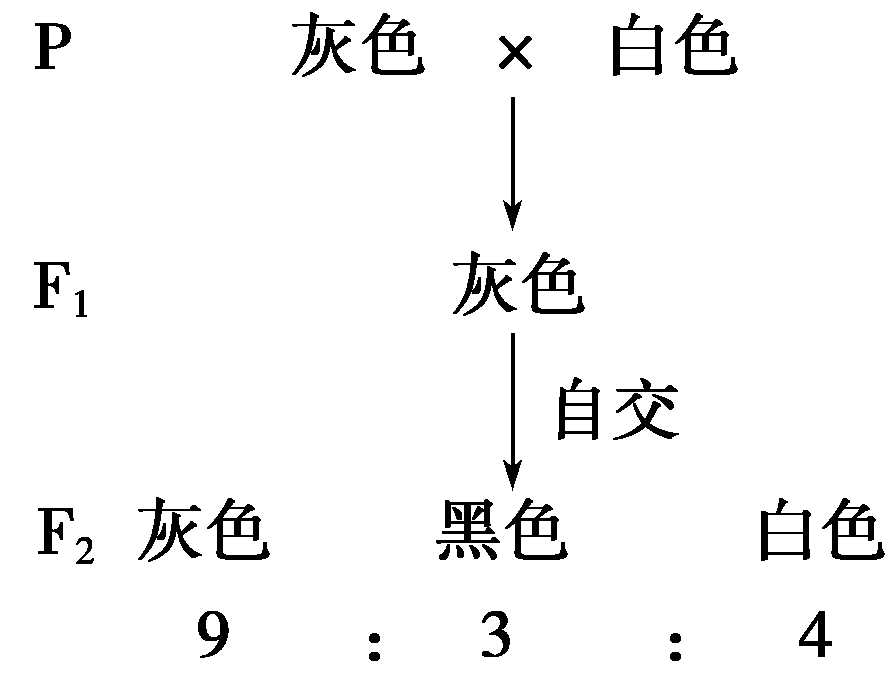 P 灰色 × 白色
F₁ 灰色
自交
F₂ 灰色 黑色 白色
9 : 3 : 4